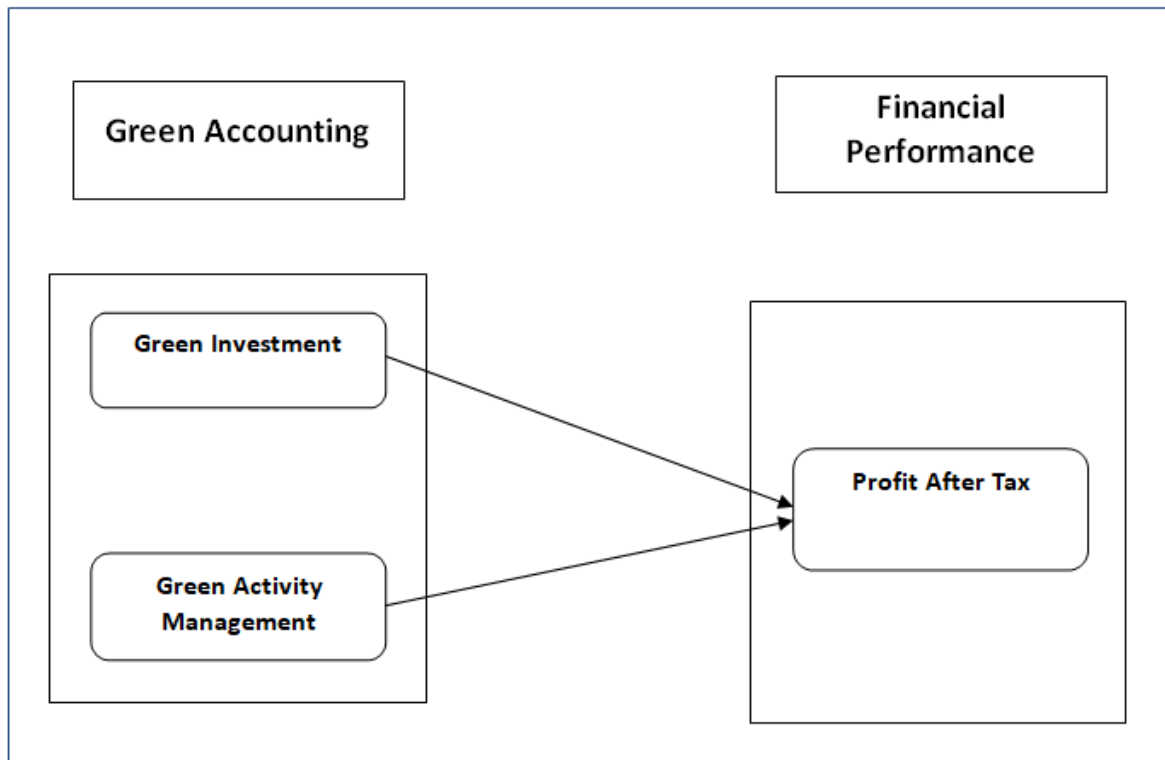 Green Accounting
Financial
Performance
Green Investment
Profit After Tax
Green Activity
Management